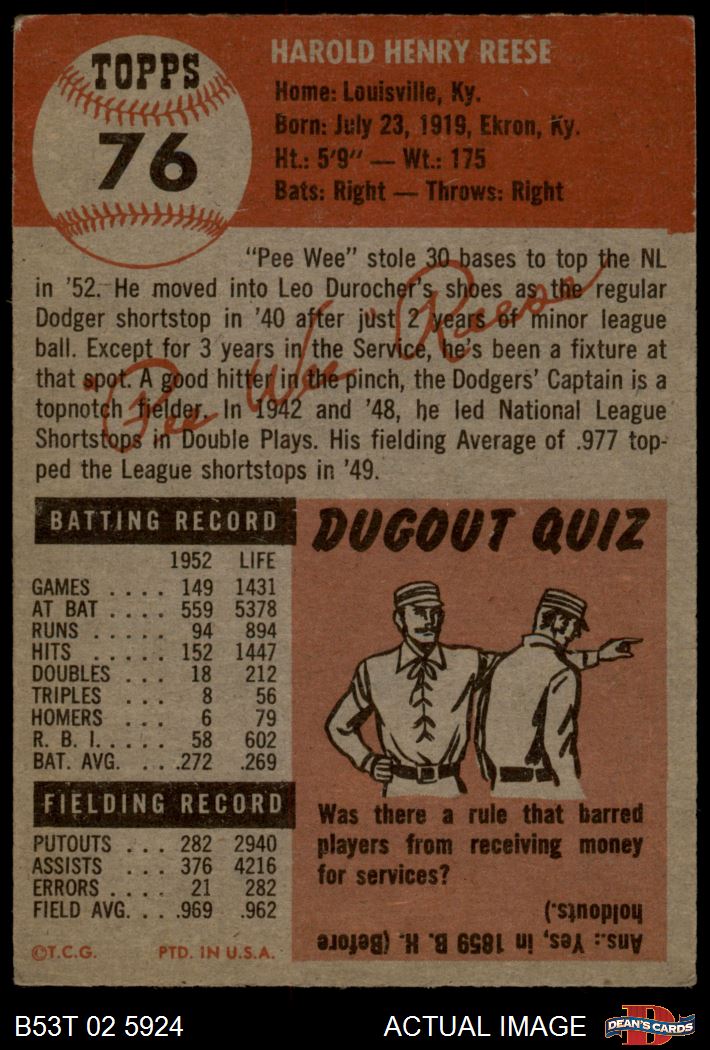 TOPPS
76
HAROLD HENRY REESE
Home: Louisville, Ky.
Born: July 23, 1919, Ekron, Ky.
Ht.: 5'9" — Wt.: 175
Bats: Right — Throws: Right
"Pee Wee" stole 30 bases to top the NL
in '52. He moved into Leo Durocher's shoes as the regular
Dodger shortstop in '40 after just 2 years of minor league
ball. Except for 3 years in the Service, he's been a fixture at
that spot. A good hitter in the pinch, the Dodgers' Captain is a
topnotch fielder. In 1942 and '48, he led National League
Shortstops in Double Plays. His fielding Average of .977 top-
ped the League shortstops in '49.
"Pee Wee" Reese
BATTING RECORD
1952 LIFE
GAMES . . . . 149 1431
AT BAT . . . . 559 5378
RUNS . . . . . 94 894
HITS . . . . . 152 1447
DOUBLES . . . 18 212
TRIPLES . . . 8 56
HOMERS . . . 6 79
R. B. I. . . . . 58 602
BAT. AVG. . . .272 .269
FIELDING RECORD
PUTOUTS . . . 282 2940
ASSISTS . . . 376 4216
ERRORS . . . . 21 282
FIELD AVG. . . .969 .962
©T.C.G. PTD. IN U.S.A.
DUGOUT QUIZ
Was there a rule that barred
players from receiving money
for services?
Ans.: Yes, in 1859 B. H. (Before
holdouts.)
B53T 02 5924 ACTUAL IMAGE
DEAN'S CARDS